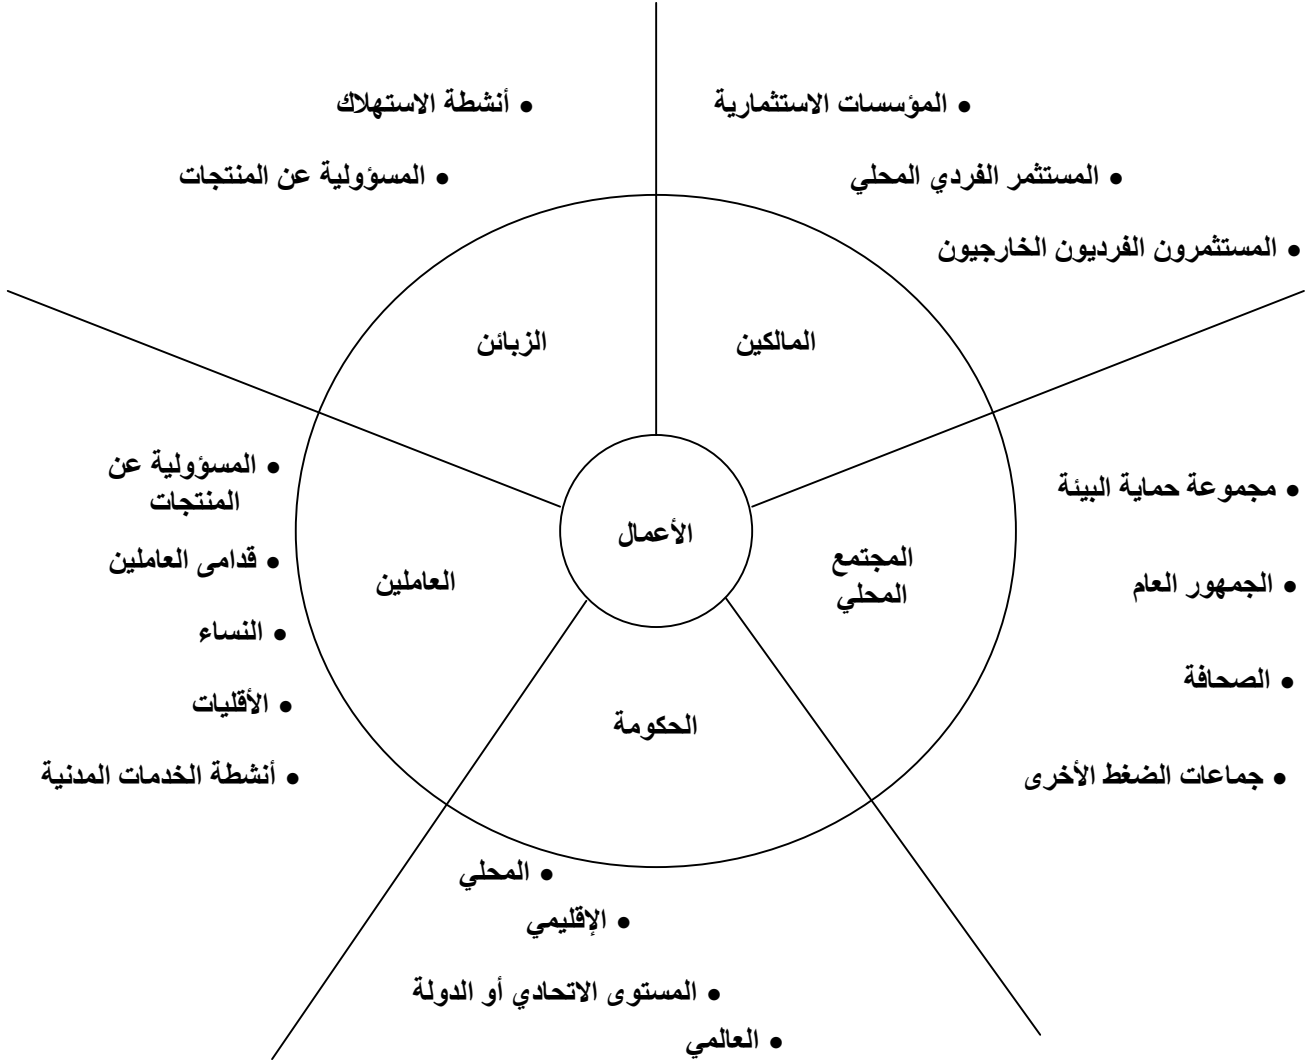 • المؤسسات الاستثمارية
• المستثمر الفردي المحلي
• المستثمرون الفرديون الخارجيون
• أنشطة الاستهلاك
• المسؤولية عن المنتجات
المالكين
الزبائن
الأعمال
المجتمع
المحلي
العاملين
الحكومة
• مجموعة حماية البيئة
• الجمهور العام
• الصحافة
• جماعات الضغط الأخرى
• المسؤولية عن
المنتجات
• قدامى العاملين
• النساء
• الأقليات
• أنشطة الخدمات المدنية
• المحلي
• الإقليمي
• المستوى الاتحادي أو الدولة
• العالمي